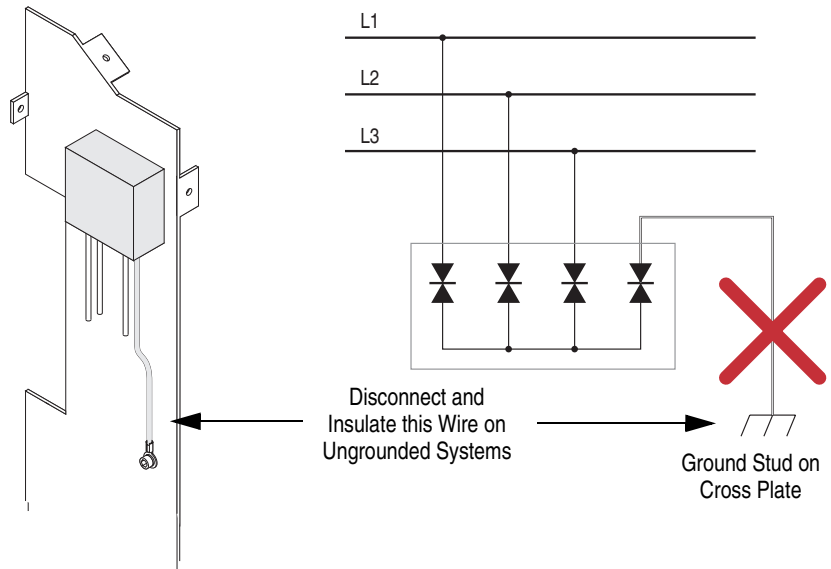 L1
L2
L3
Disconnect and
Insulate this Wire on
Ungrounded Systems
Ground Stud on
Cross Plate